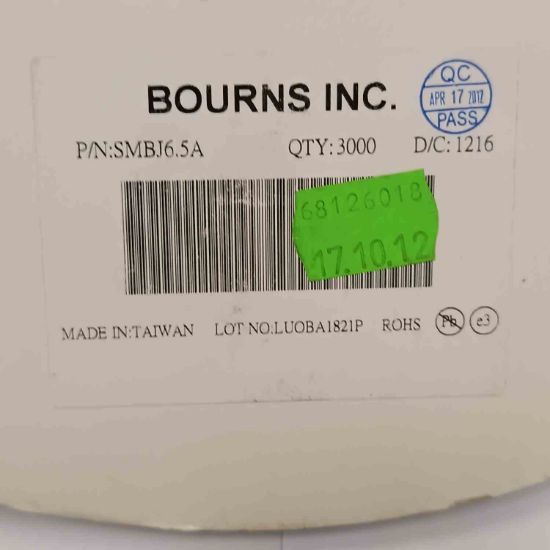 BOURNS INC.
QC
APR 17 2012
PASS
P/N:SMBJ6.5A QTY:3000 D/C:1216
68126018
17.10.12
MADE IN:TAIWAN LOT NO.:LUOBA1821P ROHS Pb e3